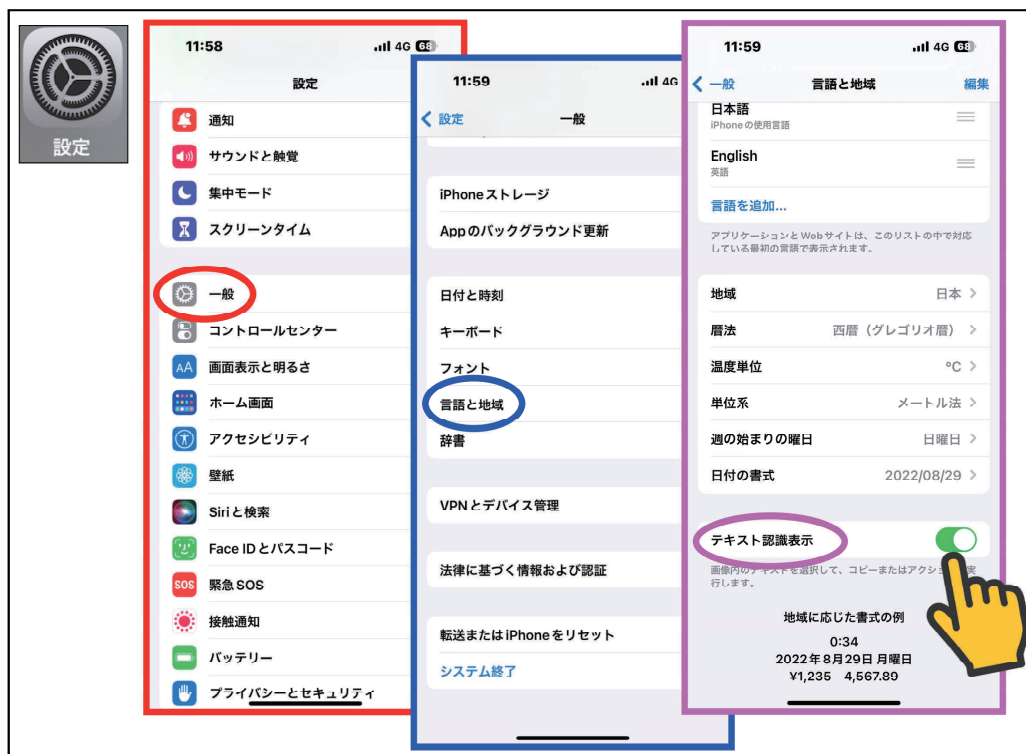 設定
11:58
4G 68
設定
通知
サウンドと触覚
集中モード
スクリーンタイム
一般
コントロールセンター
AA 画面表示と明るさ
ホーム画面
アクセシビリティ
壁紙
Siriと検索
Face IDとパスコード
SOS 緊急SOS
接触通知
バッテリー
プライバシーとセキュリティ
11:59
4G
設定
一般
iPhoneストレージ
Appのバックグラウンド更新
日付と時刻
キーボード
フォント
言語と地域
辞書
VPNとデバイス管理
法律に基づく情報および認証
転送またはiPhoneをリセット
システム終了
11:59
4G 68
一般
言語と地域
編集
日本語
iPhoneの使用言語
English
英語
言語を追加...
アプリケーションとWebサイトは、このリストの中で対応
している最初の言語で表示されます。
地域 日本
暦法 西暦（グレゴリオ暦）
温度単位 °C
単位系 メートル法
週の始まりの曜日 日曜日
日付の書式 2022/08/29
テキスト認識表示
画像内のテキストを選択して、コピーまたはアクション 実
行します。
地域に応じた書式の例
0:34
2022年8月29日 月曜日
¥1,235 4,567.89